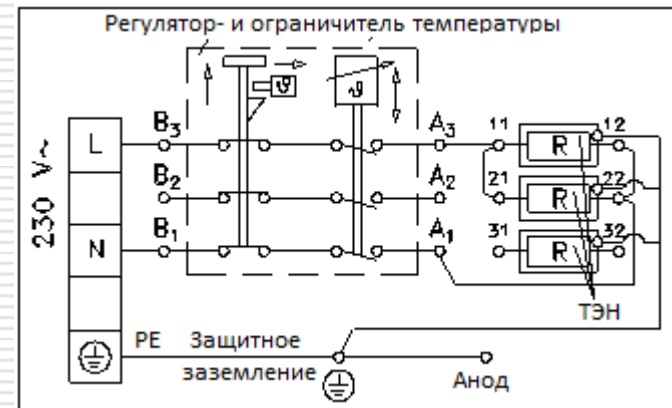 Регулятор- и ограничитель температуры
ϑ ϑ
B₃ A₃ 11 12
L R
B₂ A₂ 21 22
R
230 V~
B₁ A₁ 31 32
N R
ТЭН
PE Защитное
заземление Анод